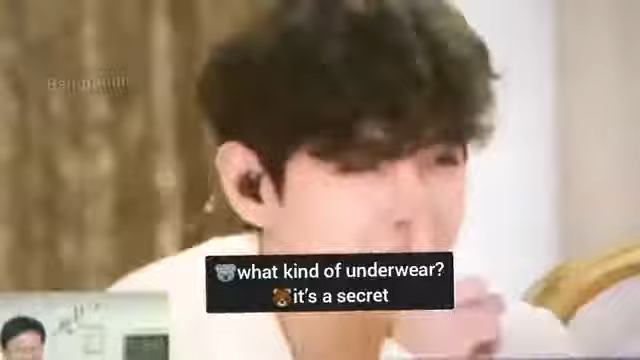 🐨what kind of underwear?
🐻it's a secret